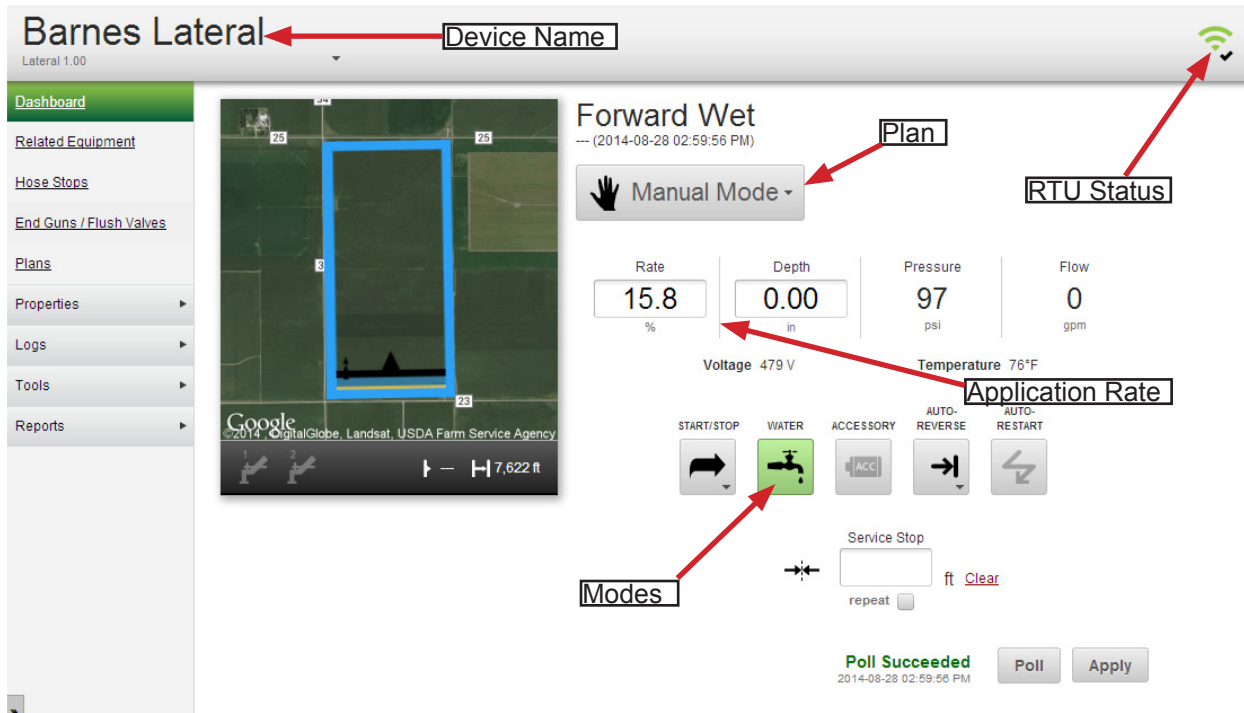 Barnes Lateral
Device Name
Lateral 1.00
Dashboard
Related Equipment
Hose Stops
End Guns / Flush Valves
Plans
Properties
Logs
Tools
Reports
34
25
25
3
23
Google
©2014 , DigitalGlobe, Landsat, USDA Farm Service Agency
1
2
---
7,622 ft
Forward Wet
--- (2014-08-28 02:59:56 PM)
Plan
Manual Mode
RTU Status
Rate
Depth
Pressure
Flow
15.8
0.00
97
0
%
in
psi
gpm
Voltage 479 V
Temperature 76°F
Application Rate
START/STOP
WATER
ACCESSORY
AUTO-REVERSE
AUTO-RESTART
ACC
Modes
Service Stop
ft Clear
repeat
Poll Succeeded
2014-08-28 02:59:56 PM
Poll
Apply